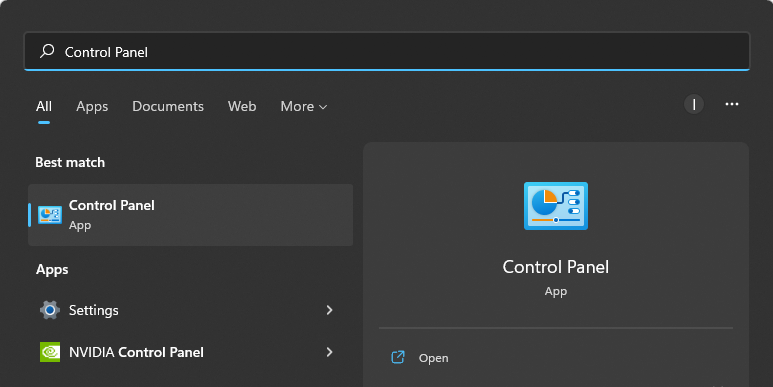 Control Panel
All Apps Documents Web More I ...
Best match
Control Panel
App
Apps
Settings
NVIDIA Control Panel
Control Panel
App
Open